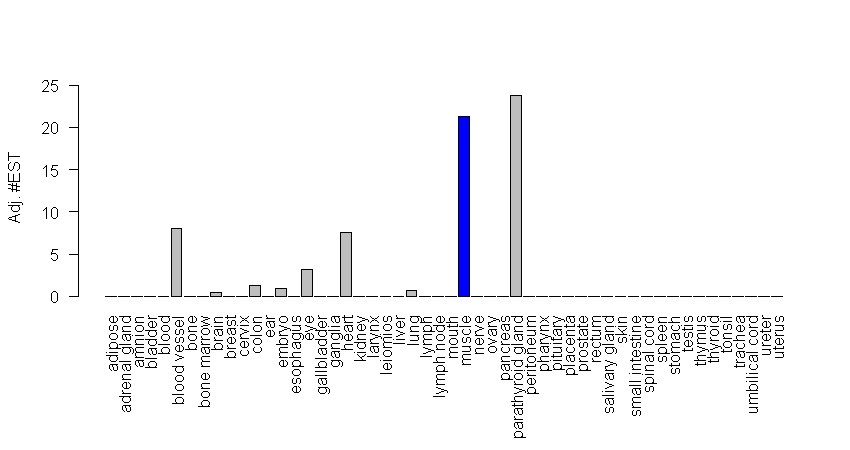 Adj. #EST
25
20
15
10
5
0
adipose
adrenal gland
amnion
bladder
blood
blood vessel
bone
bone marrow
brain
breast
cervix
colon
ear
embryo
esophagus
eye
gallbladder
ganglia
heart
kidney
larynx
leiomios
liver
lung
lymph
lymph node
mouth
muscle
nerve
ovary
pancreas
parathyroid gland
peritoneum
pharynx
pituitary
placenta
prostate
rectum
salivary gland
skin
small intestine
spinal cord
spleen
stomach
testis
thymus
thyroid
tonsil
trachea
umbilical cord
ureter
uterus